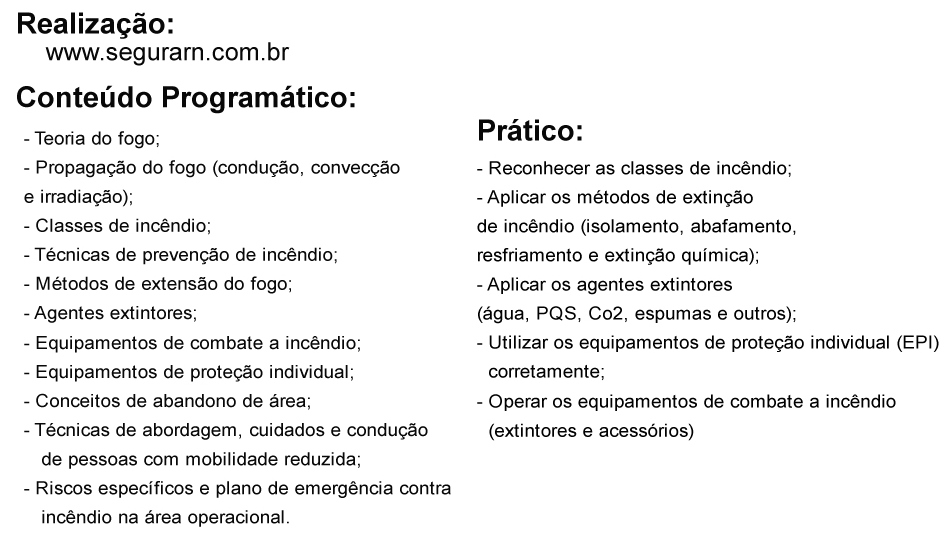 Realização:
www.segurarn.com.br
Conteúdo Programático:
- Teoria do fogo;
- Propagação do fogo (condução, convecção
e irradiação);
- Classes de incêndio;
- Técnicas de prevenção de incêndio;
- Métodos de extensão do fogo;
- Agentes extintores;
- Equipamentos de combate a incêndio;
- Equipamentos de proteção individual;
- Conceitos de abandono de área;
- Técnicas de abordagem, cuidados e condução
de pessoas com mobilidade reduzida;
- Riscos específicos e plano de emergência contra
incêndio na área operacional.
Prático:
- Reconhecer as classes de incêndio;
- Aplicar os métodos de extinção
de incêndio (isolamento, abafamento,
resfriamento e extinção química);
- Aplicar os agentes extintores
(água, PQS, Co2, espumas e outros);
- Utilizar os equipamentos de proteção individual (EPI)
corretamente;
- Operar os equipamentos de combate a incêndio
(extintores e acessórios)